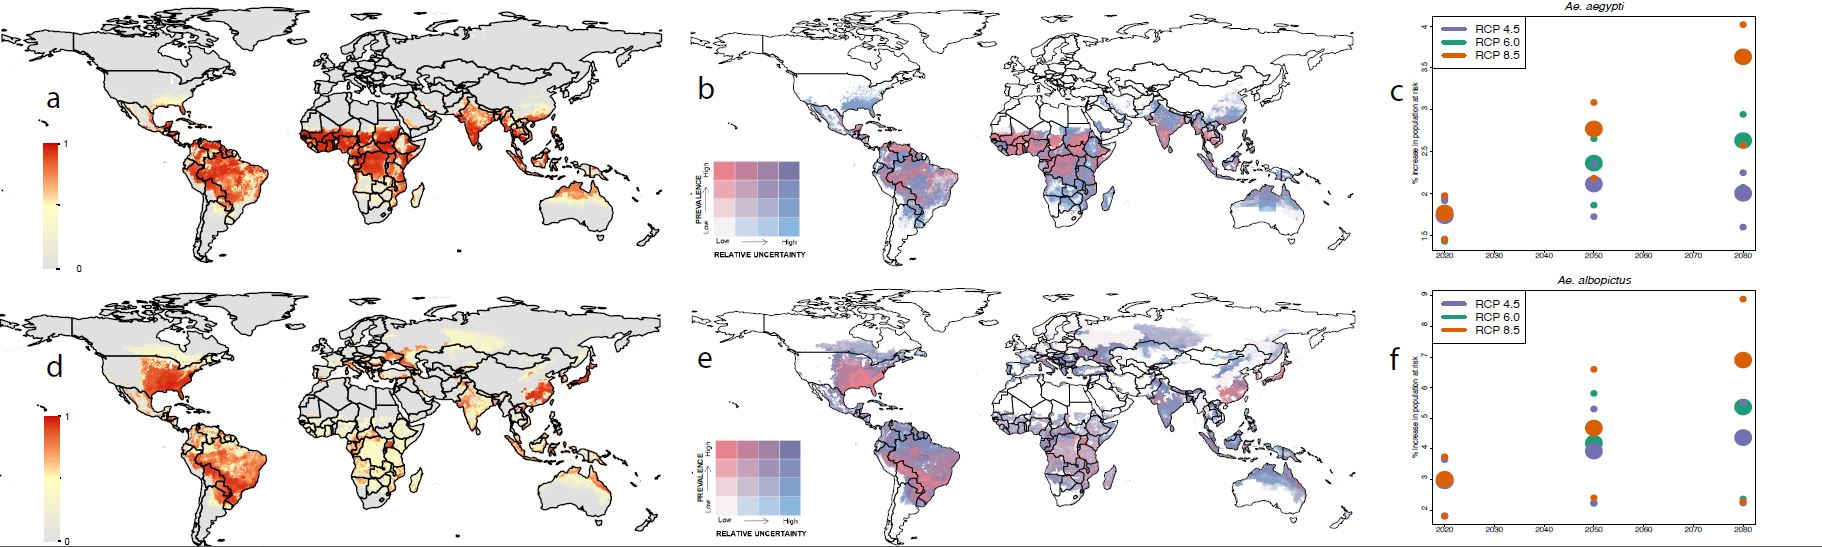 a
1
0
b
PREVALENCE
Low
High
Low
High
RELATIVE UNCERTAINTY
c
Ae. aegypti
RCP 4.5
RCP 6.0
RCP 8.5
% increase in population at risk
4
3.5
3
2.5
2
1.5
2020 2030 2040 2050 2060 2070 2080
d
1
0
e
PREVALENCE
Low
High
Low
High
RELATIVE UNCERTAINTY
f
Ae. albopictus
RCP 4.5
RCP 6.0
RCP 8.5
% increase in population at risk
9
8
7
6
5
4
3
2
2020 2030 2040 2050 2060 2070 2080